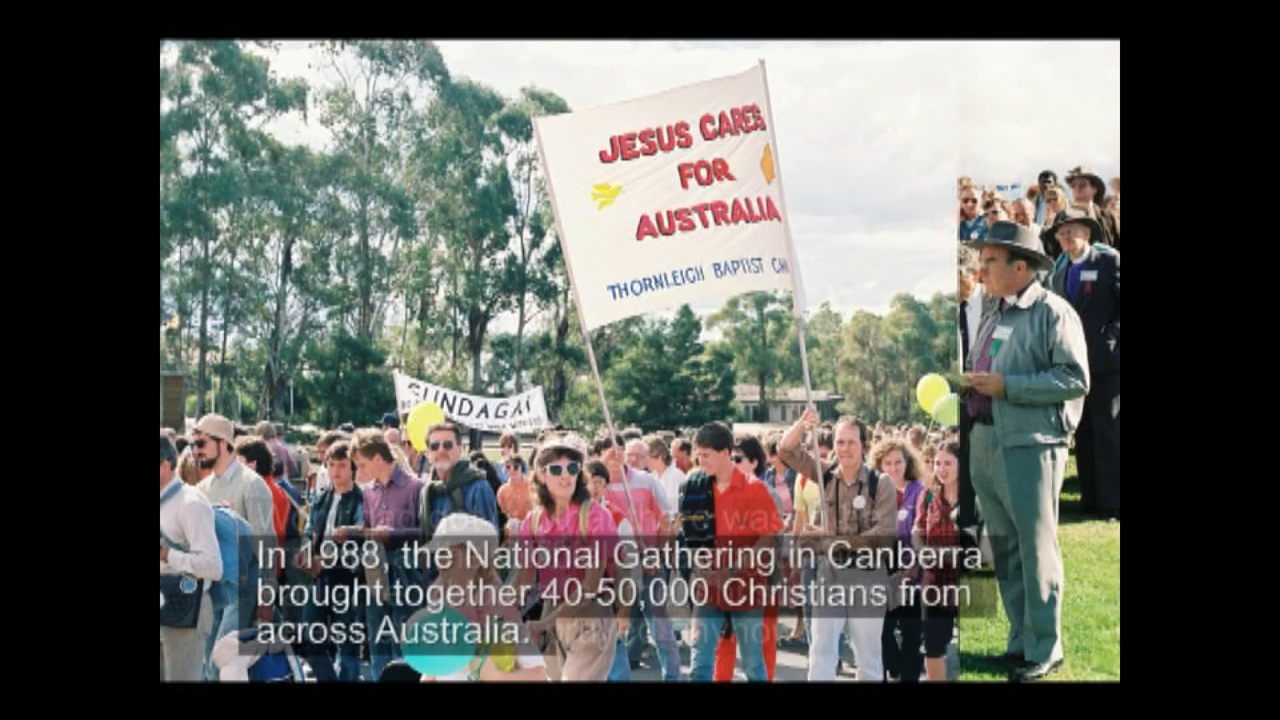 JESUS CARES
FOR
AUSTRALIA
THORNLEIGH BAPTIST
GUNDAGAI
In 1988, the National Gathering in Canberra
brought together 40-50,000 Christians from
across Australia.